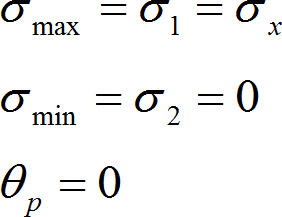 σ_max = σ_1 = σ_x
σ_min = σ_2 = 0
θ_p = 0